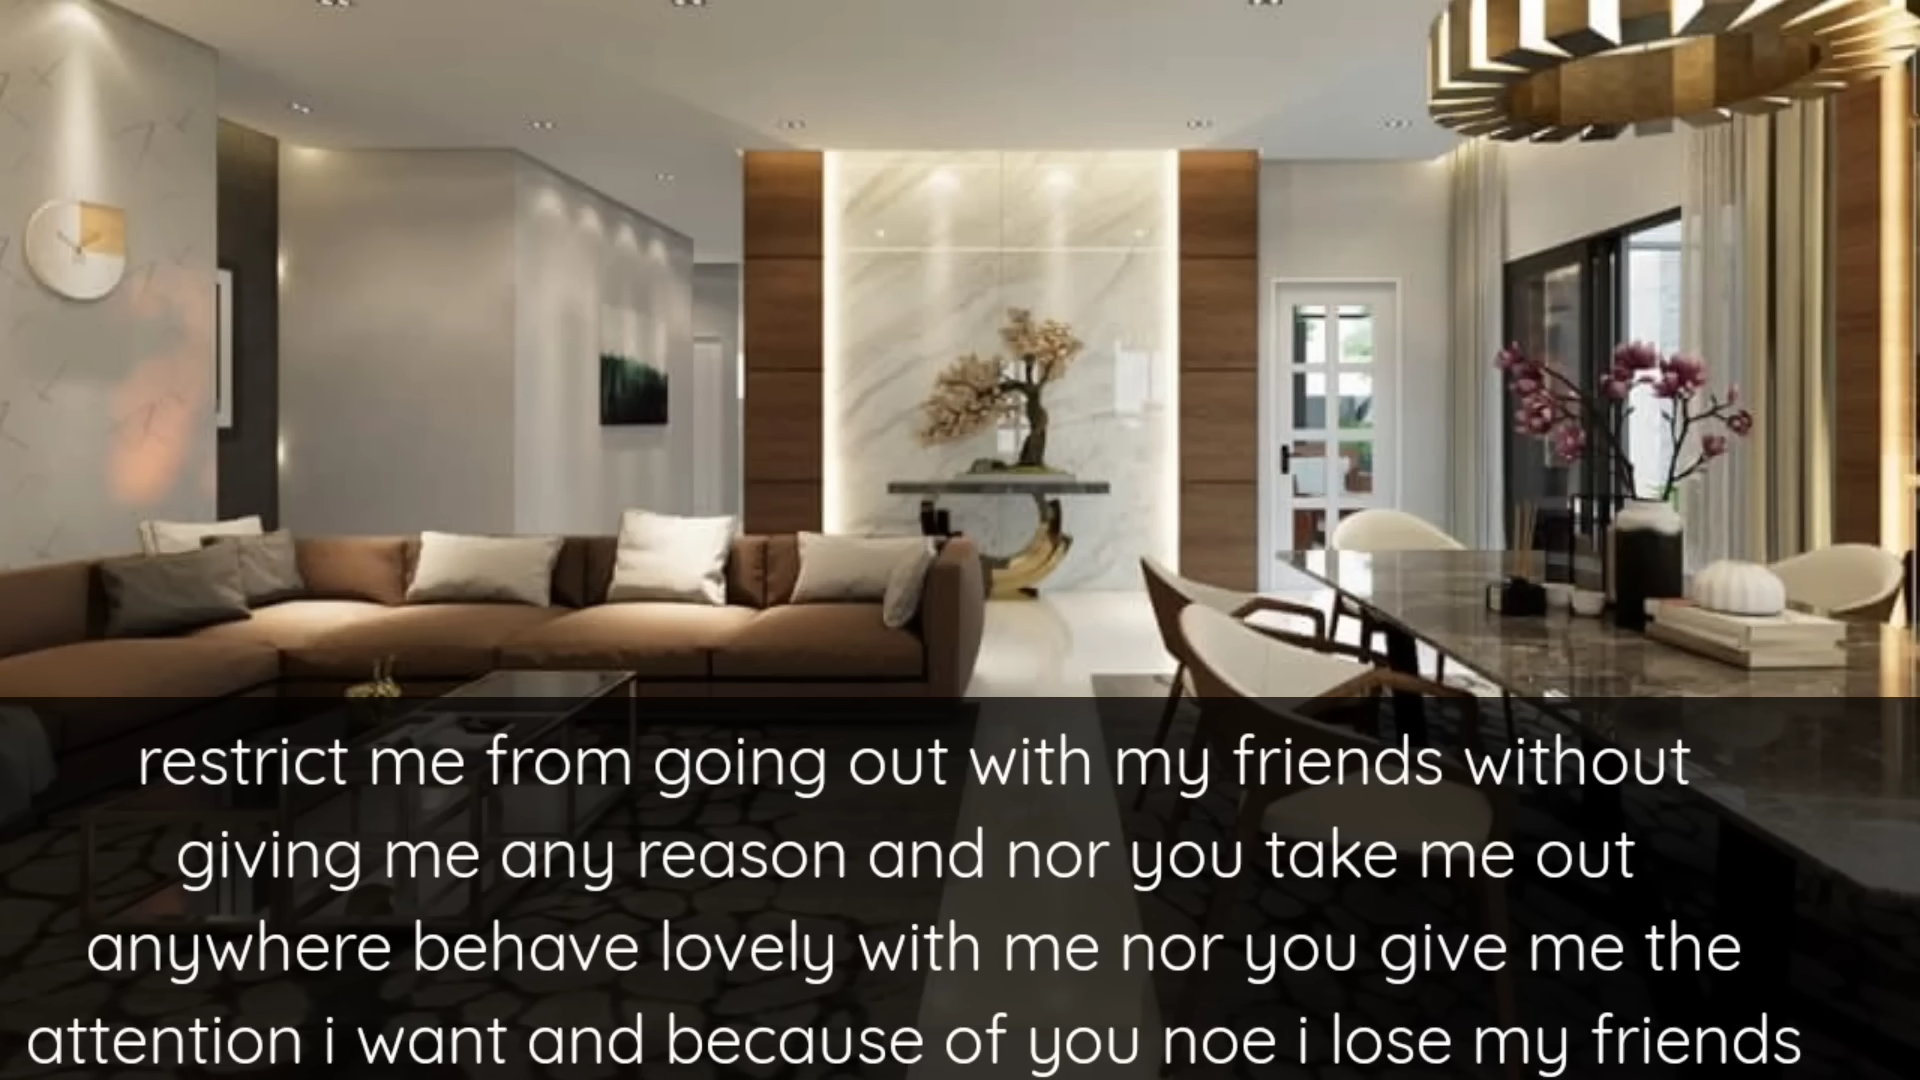 restrict me from going out with my friends without
giving me any reason and nor you take me out
anywhere behave lovely with me nor you give me the
attention i want and because of you noe i lose my friends